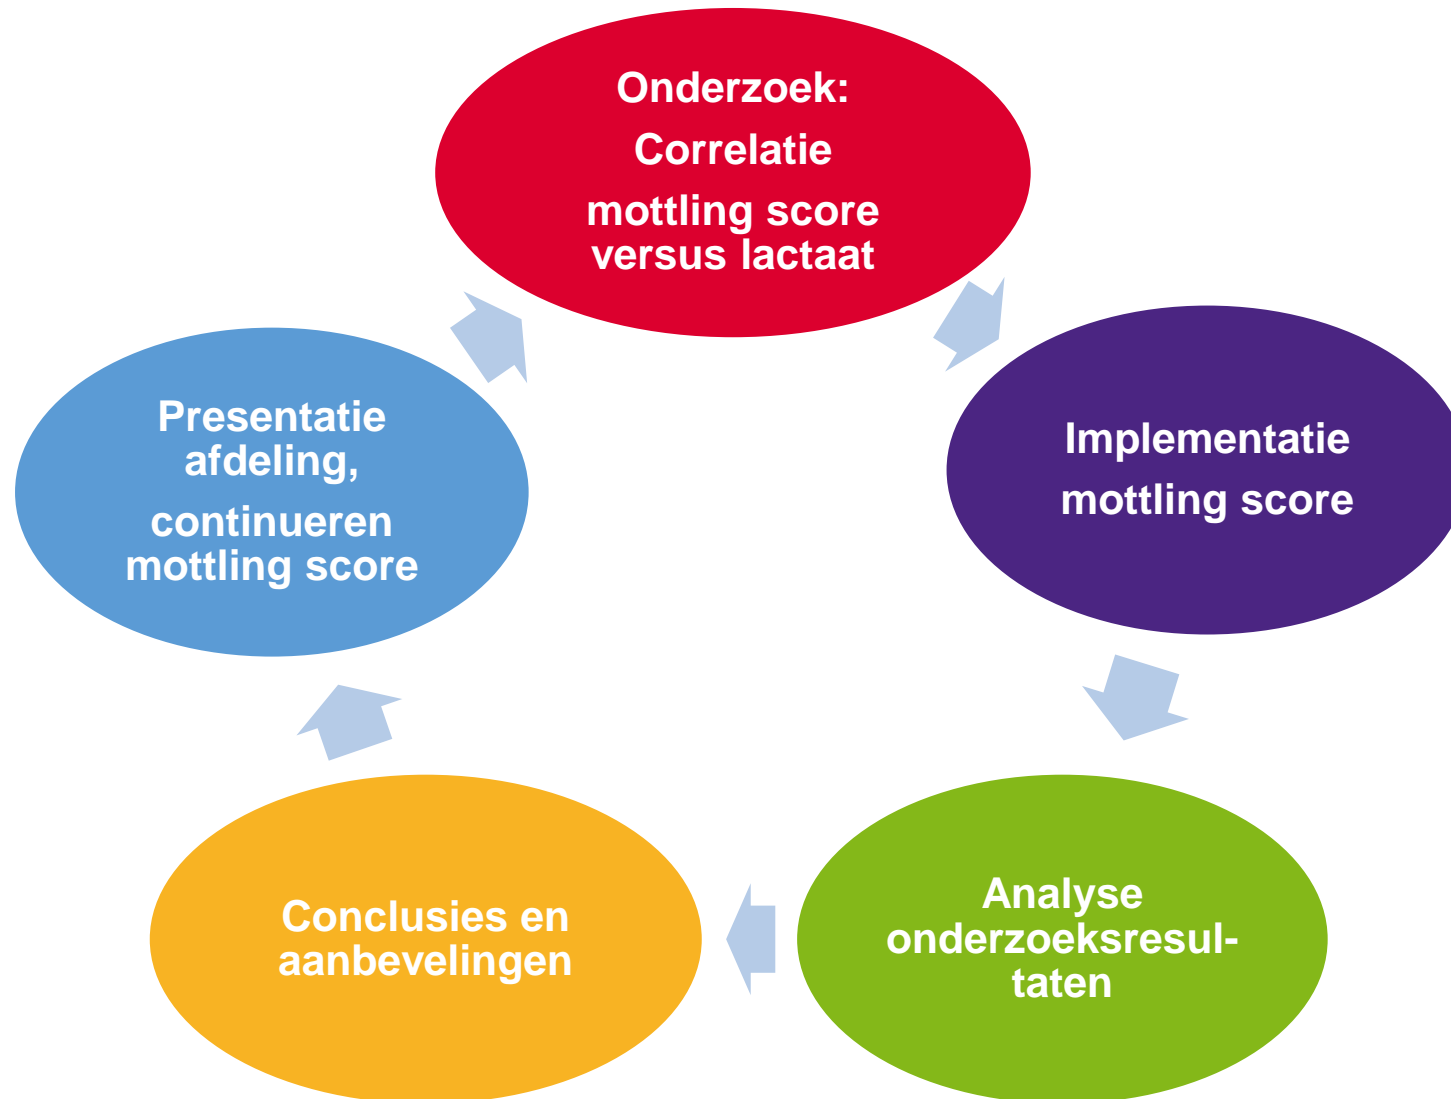 Onderzoek:
Correlatie
mottling score
versus lactaat
Implementatie
mottling score
Analyse
onderzoeksresul-
taten
Conclusies en
aanbevelingen
Presentatie
afdeling,
continueren
mottling score